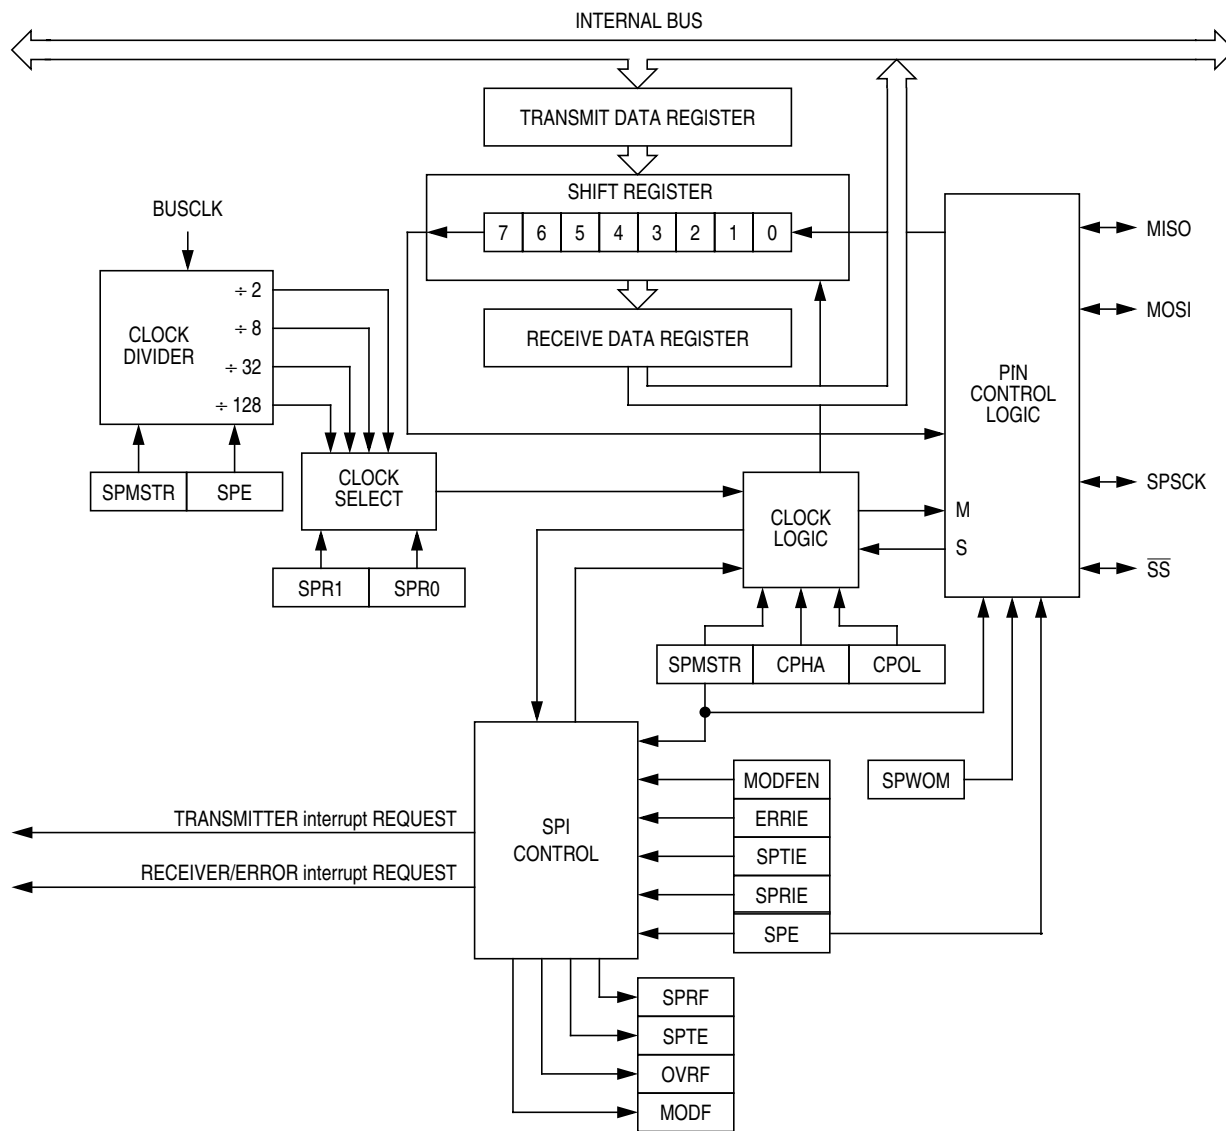 INTERNAL BUS
TRANSMIT DATA REGISTER
SHIFT REGISTER
7 6 5 4 3 2 1 0
RECEIVE DATA REGISTER
BUSCLK
CLOCK
DIVIDER
÷ 2
÷ 8
÷ 32
÷ 128
SPMSTR SPE
CLOCK
SELECT
SPR1 SPR0
CLOCK
LOGIC
SPMSTR CPHA CPOL
PIN
CONTROL
LOGIC
M
S
MISO
MOSI
SPSCK
SS
SPI
CONTROL
MODFEN
ERRIE
SPTIE
SPRIE
SPE
SPWOM
TRANSMITTER interrupt REQUEST
RECEIVER/ERROR interrupt REQUEST
SPRF
SPTE
OVRF
MODF